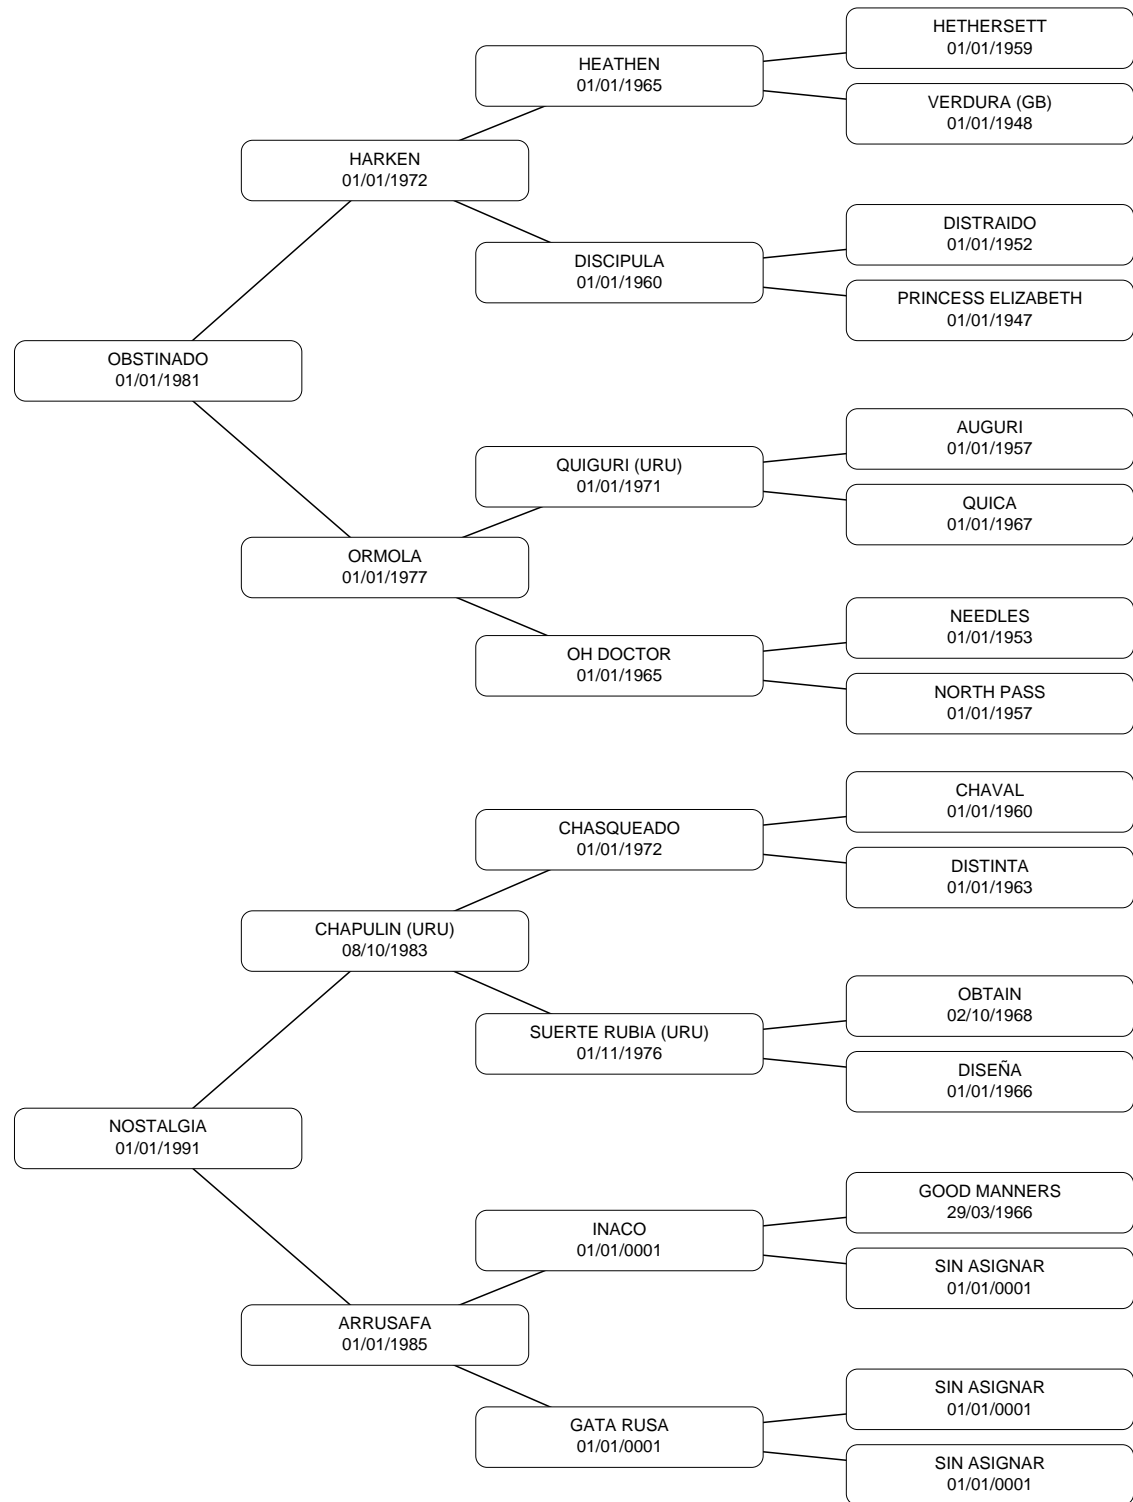 HETHERSETT
01/01/1959
HEATHEN
01/01/1965
VERDURA (GB)
01/01/1948
HARKEN
01/01/1972
DISTRAIDO
01/01/1952
DISCIPULA
01/01/1960
PRINCESS ELIZABETH
01/01/1947
OBSTINADO
01/01/1981
AUGURI
01/01/1957
QUIGURI (URU)
01/01/1971
QUICA
01/01/1967
ORMOLA
01/01/1977
NEEDLES
01/01/1953
OH DOCTOR
01/01/1965
NORTH PASS
01/01/1957
CHAVAL
01/01/1960
CHASQUEADO
01/01/1972
DISTINTA
01/01/1963
CHAPULIN (URU)
08/10/1983
OBTAIN
02/10/1968
SUERTE RUBIA (URU)
01/11/1976
DISEÑA
01/01/1966
NOSTALGIA
01/01/1991
GOOD MANNERS
29/03/1966
INACO
01/01/0001
SIN ASIGNAR
01/01/0001
ARRUSAFA
01/01/1985
SIN ASIGNAR
01/01/0001
GATA RUSA
01/01/0001
SIN ASIGNAR
01/01/0001